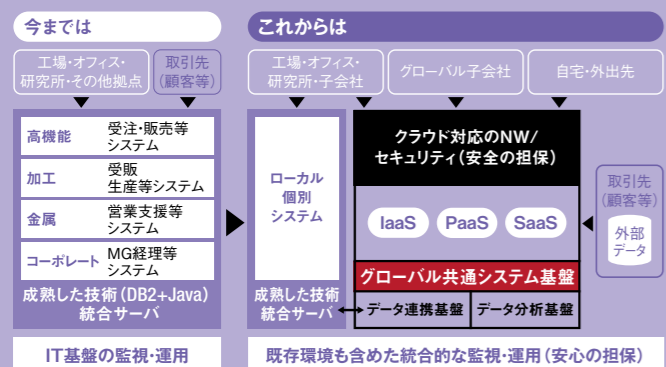 今までは
工場・オフィス・
研究所・その他拠点
取引先
(顧客等)
高機能
受注・販売等
システム
加工
受販
生産等システム
金属
営業支援等
システム
コーポレート
MG経理等
システム
成熟した技術(DB2+Java)
統合サーバ
IT基盤の監視・運用
これからは
工場・オフィス・
研究所・子会社
グローバル子会社
自宅・外出先
ローカル
個別
システム
成熟した技術
統合サーバ
クラウド対応のNW/
セキュリティ(安全の担保)
IaaS
PaaS
SaaS
グローバル共通システム基盤
データ連携基盤
データ分析基盤
取引先
(顧客等)
外部
データ
既存環境も含めた統合的な監視・運用(安心の担保)